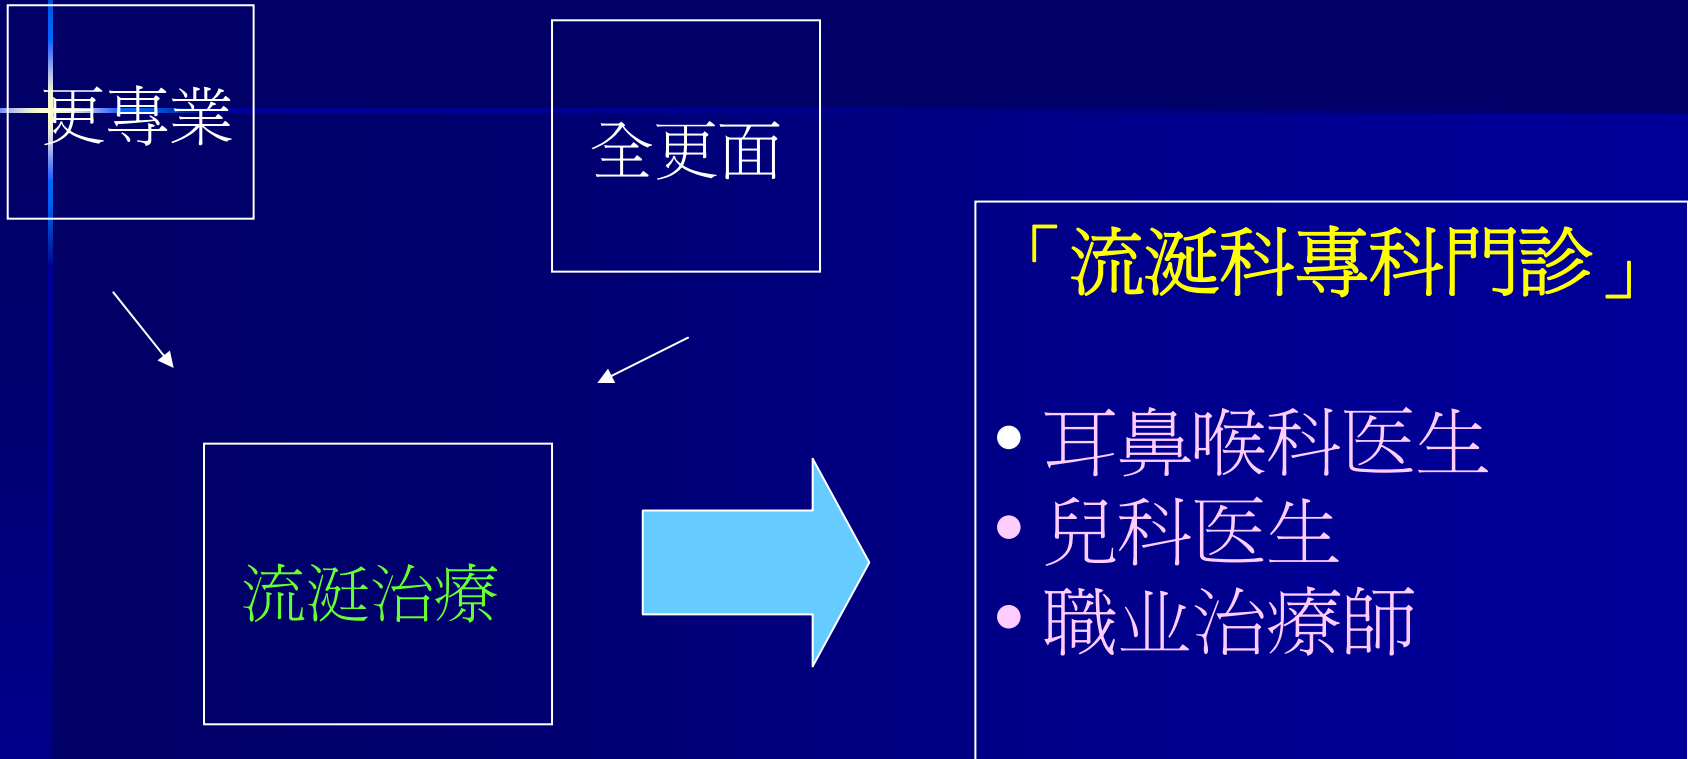 更專業
全更面
「流涎科專科門診」
• 耳鼻喉科医生
• 兒科医生
• 職业治療師
流涏治療